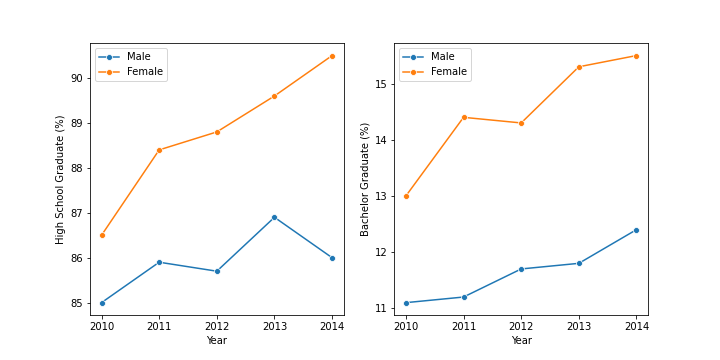 Male
Female
High School Graduate (%)
90
89
88
87
86
85
2010 2011 2012 2013 2014
Year
Male
Female
Bachelor Graduate (%)
15
14
13
12
11
2010 2011 2012 2013 2014
Year